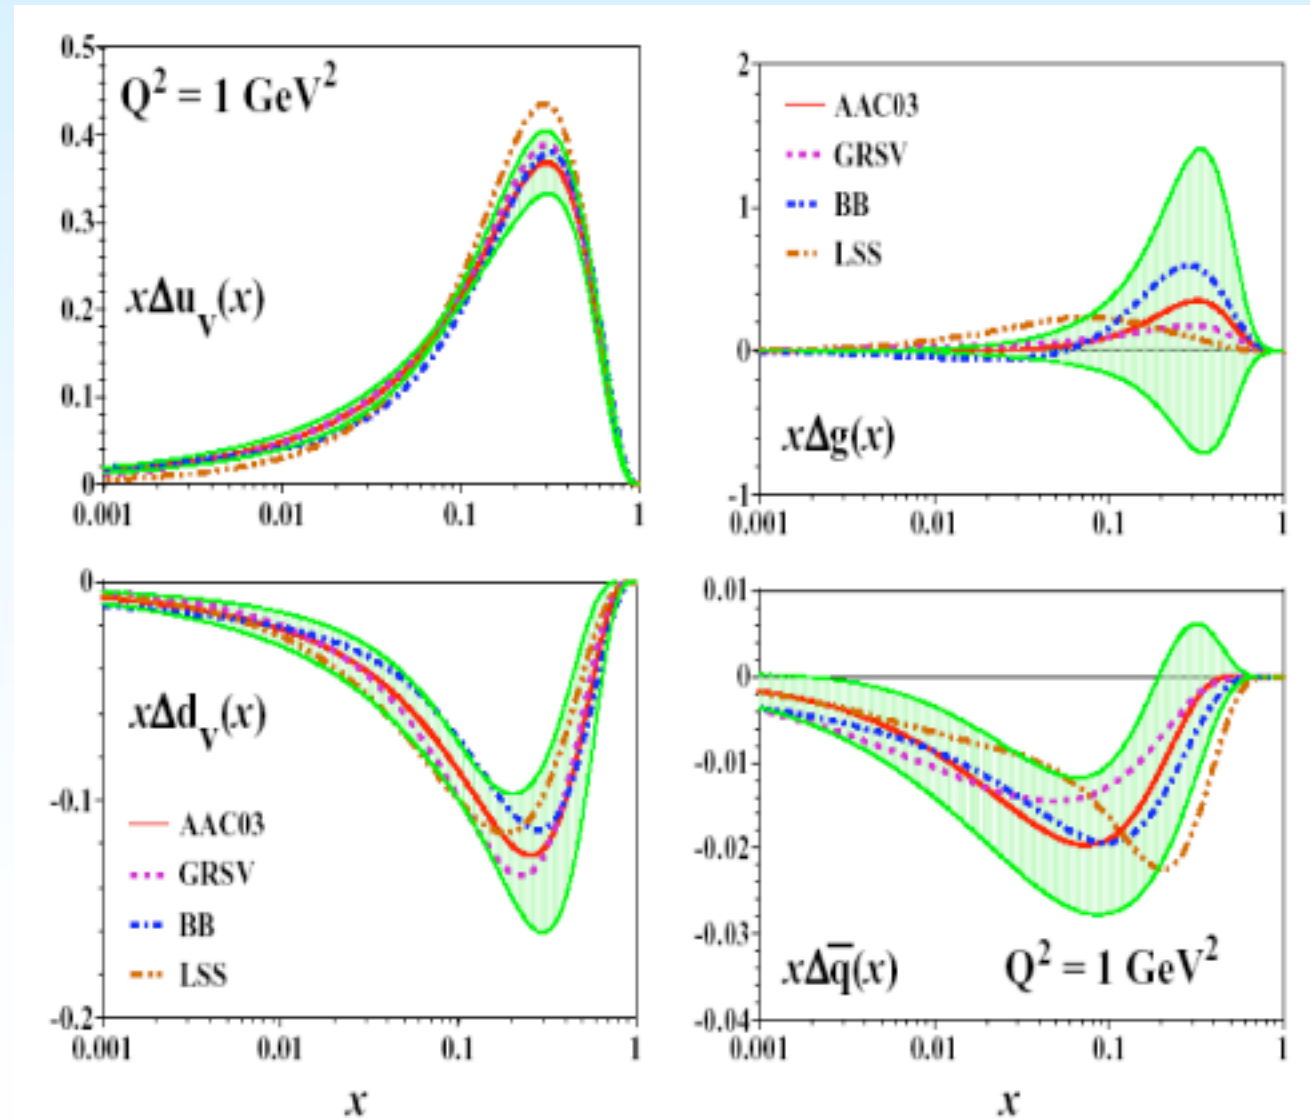 0.5
Q² = 1 GeV²
0.4
0.3
xΔu_v(x)
0.2
0.1
0
0.001 0.01 0.1 1
2
AAC03
GRSV
1
BB
LSS
0
xΔg(x)
-1
0.001 0.01 0.1 1
0
xΔd_v(x)
-0.1
AAC03
GRSV
BB
LSS
-0.2
0.001 0.01 0.1 1
x
0.01
0
-0.01
-0.02
-0.03
xΔq̅(x) Q² = 1 GeV²
-0.04
0.001 0.01 0.1 1
x